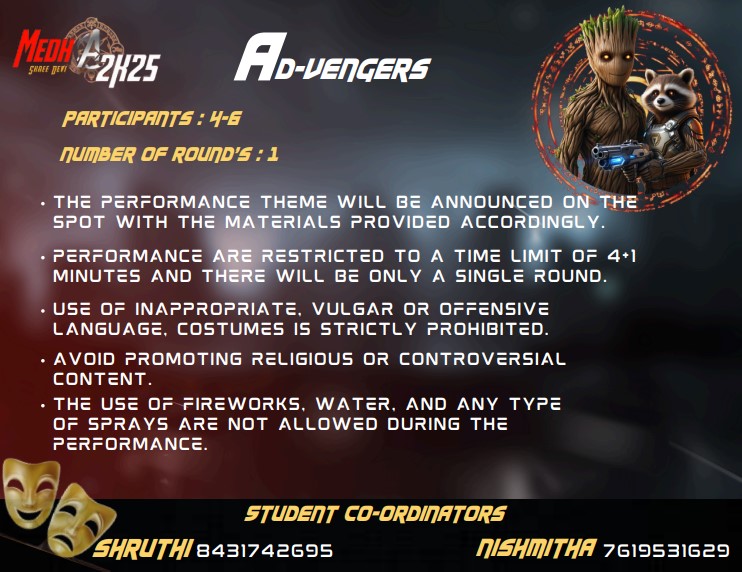 MEDHA
SHREE DEVI
2K25
AD-VENGERS
PARTICIPANTS : 4-6
NUMBER OF ROUND'S : 1
• THE PERFORMANCE THEME WILL BE ANNOUNCED ON THE
SPOT WITH THE MATERIALS PROVIDED ACCORDINGLY.
• PERFORMANCE ARE RESTRICTED TO A TIME LIMIT OF 4+1
MINUTES AND THERE WILL BE ONLY A SINGLE ROUND.
• USE OF INAPPROPRIATE, VULGAR OR OFFENSIVE
LANGUAGE, COSTUMES IS STRICTLY PROHIBITED.
• AVOID PROMOTING RELIGIOUS OR CONTROVERSIAL
CONTENT.
• THE USE OF FIREWORKS, WATER, AND ANY TYPE
OF SPRAYS ARE NOT ALLOWED DURING THE
PERFORMANCE.
STUDENT CO-ORDINATORS
SHRUTHI 8431742695 NISHMITHA 7619531629